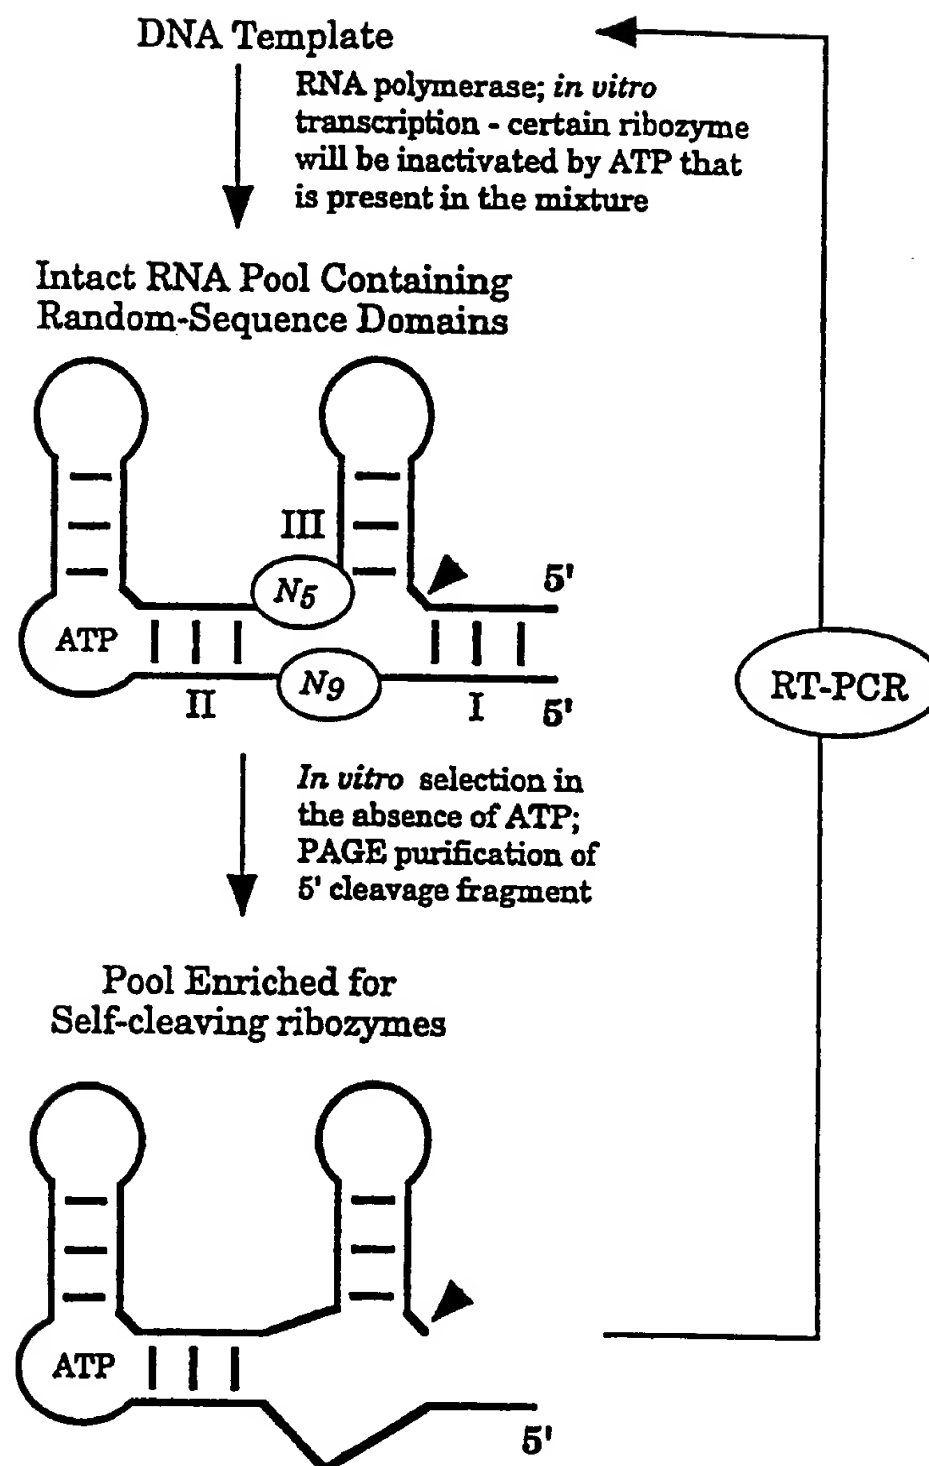 DNA Template
RNA polymerase; in vitro
transcription - certain ribozyme
will be inactivated by ATP that
is present in the mixture
Intact RNA Pool Containing
Random-Sequence Domains
III
N5
5'
ATP
N9
II
I
5'
RT-PCR
In vitro selection in
the absence of ATP;
PAGE purification of
5' cleavage fragment
Pool Enriched for
Self-cleaving ribozymes
ATP
5'